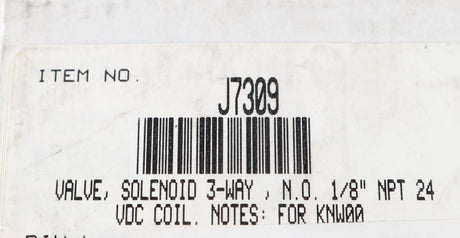 ITEM NO.
J7309
VALVE, SOLENOID 3-WAY , N.O. 1/8" NPT 24
VDC COIL. NOTES: FOR KNW00